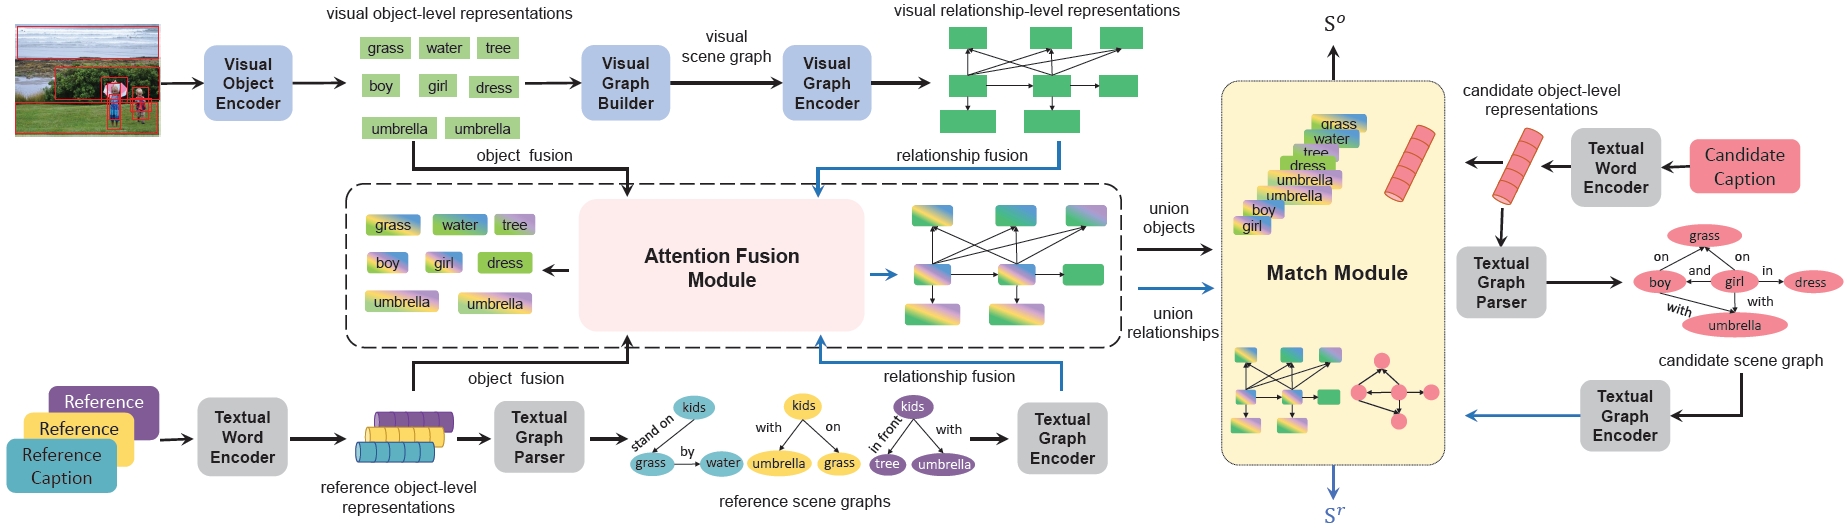 visual object-level representations
visual relationship-level representations
Visual
Object
Encoder
grass
water
tree
boy
girl
dress
umbrella
umbrella
Visual
Graph
Builder
visual
scene graph
Visual
Graph
Encoder
object fusion
relationship fusion
grass
water
tree
boy
girl
dress
umbrella
umbrella
Attention Fusion
Module
union
objects
union
relationships
object fusion
relationship fusion
Reference
Reference
Reference
Caption
Textual
Word
Encoder
reference object-level
representations
Textual
Graph
Parser
kids
stand on
grass
by
water
kids
with
on
umbrella
grass
kids
in front
with
tree
umbrella
reference scene graphs
Textual
Graph
Encoder
S^o
grass
water
tree
dress
umbrella
umbrella
boy
girl
Match Module
S^r
candidate object-level
representations
Textual
Word
Encoder
Candidate
Caption
Textual
Graph
Parser
grass
on
on
boy
and
girl
in
dress
with
with
umbrella
candidate scene graph
Textual
Graph
Encoder